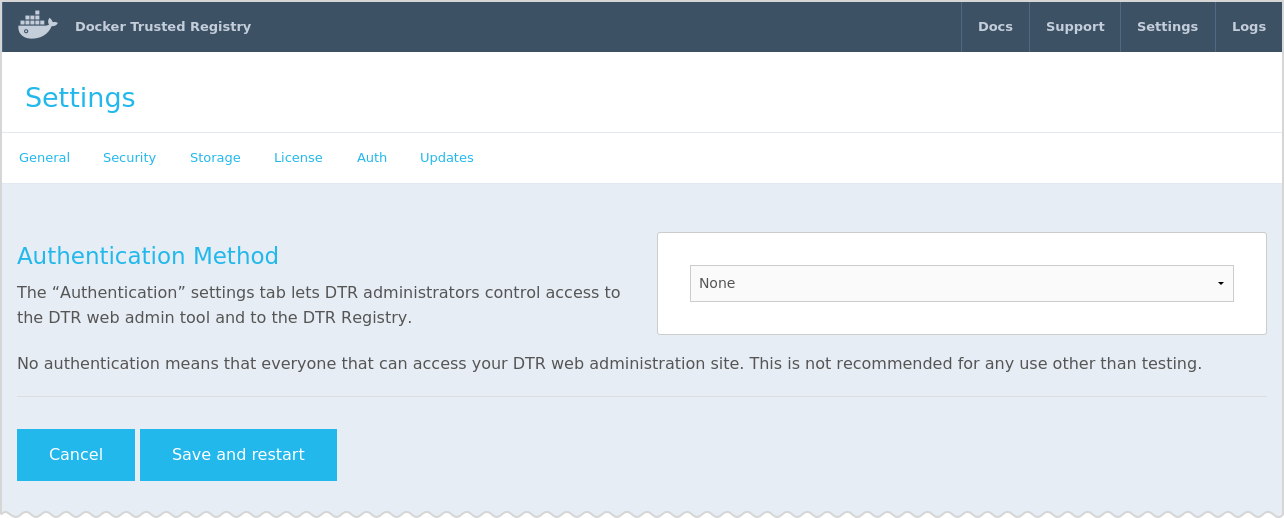 Docker Trusted Registry Docs Support Settings Logs
Settings
General Security Storage License Auth Updates
Authentication Method
The “Authentication” settings tab lets DTR administrators control access to
the DTR web admin tool and to the DTR Registry.
None
No authentication means that everyone that can access your DTR web administration site. This is not recommended for any use other than testing.
Cancel Save and restart